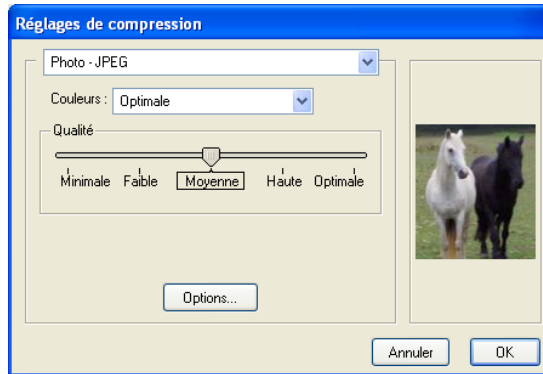 Réglages de compression
Photo - JPEG
Couleurs : Optimale
Qualité
Minimale Faible Moyenne Haute Optimale
Options...
Annuler OK